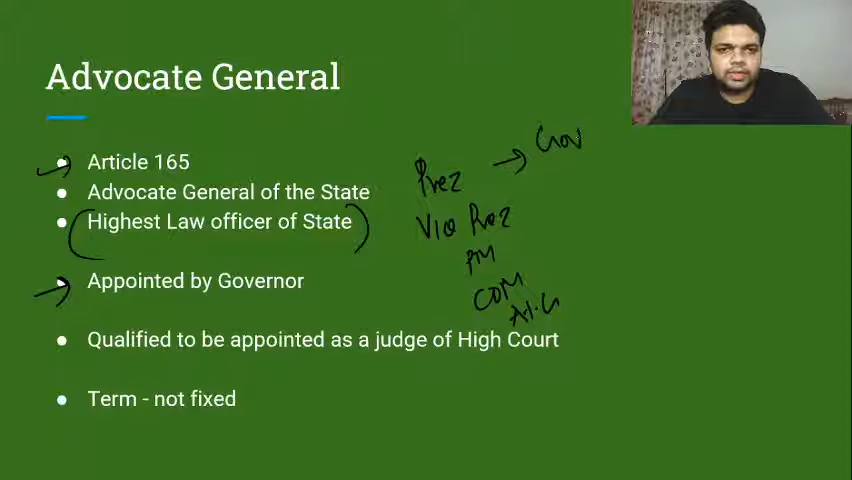 Advocate General
Article 165
Advocate General of the State
Highest Law officer of State
Appointed by Governor
Qualified to be appointed as a judge of High Court
Term - not fixed
Prez → Gov
Vice Prez
PM
COM
A.G